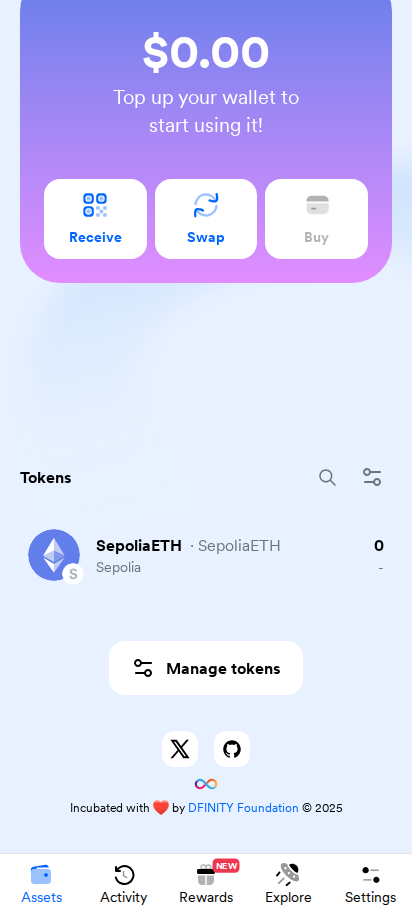 $0.00
Top up your wallet to
start using it!
Receive Swap Buy
Tokens
SepoliaETH · SepoliaETH 0
Sepolia -
S
Manage tokens
Incubated with ❤️ by DFINITY Foundation © 2025
NEW
Assets Activity Rewards Explore Settings